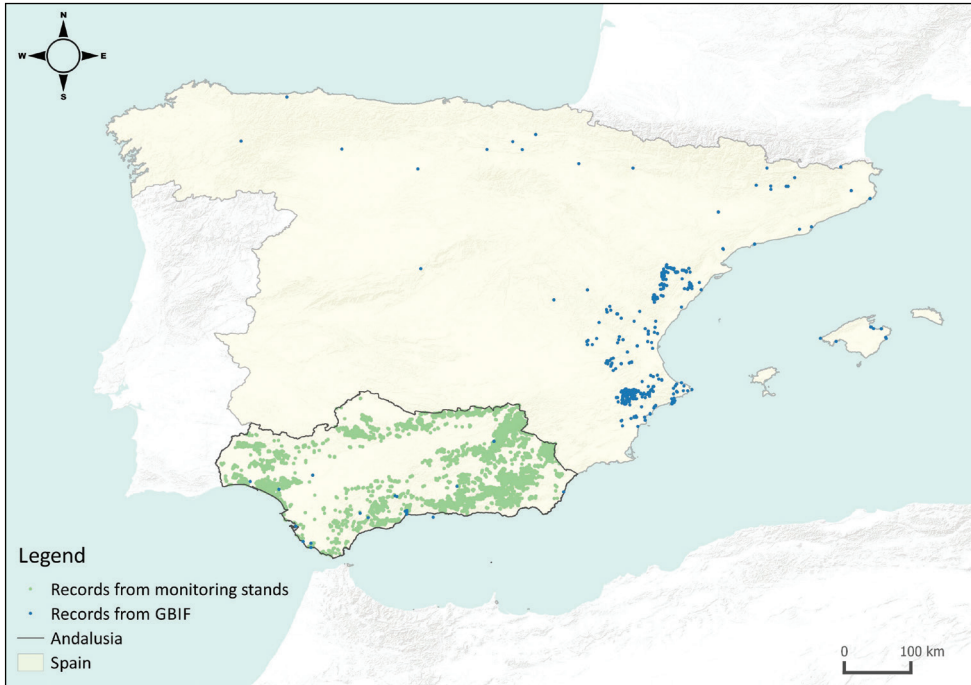 N
W E
S
Legend
Records from monitoring stands
Records from GBIF
Andalusia
Spain
0 100 km